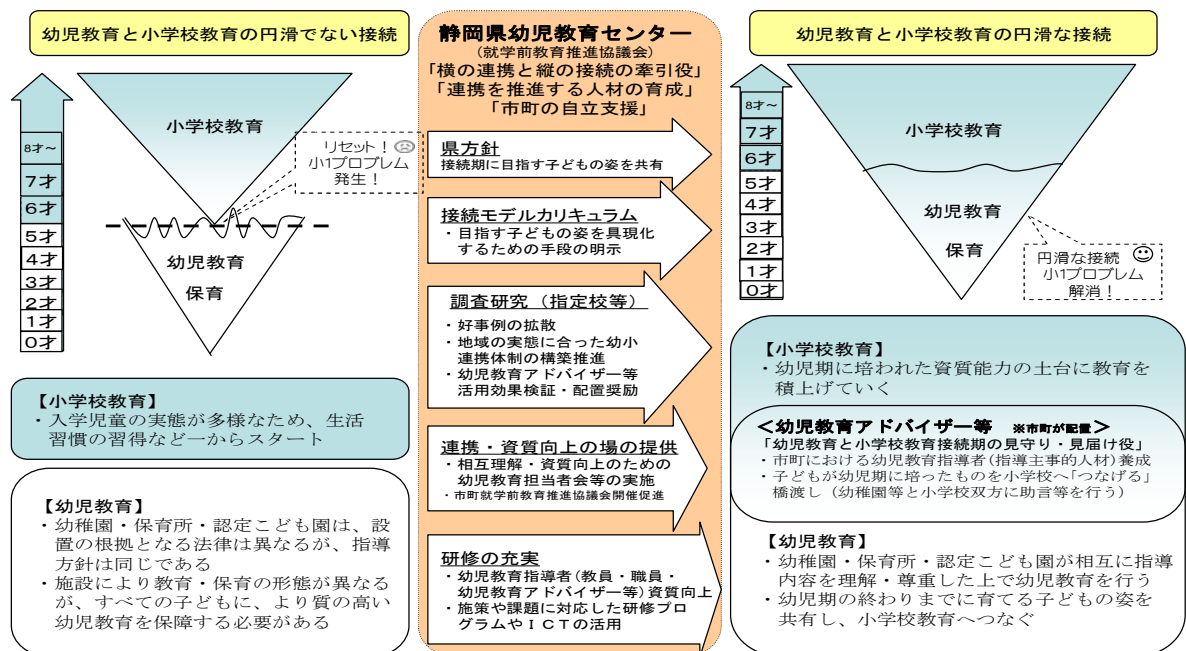 幼児教育と小学校教育の円滑でない接続
8才～
7才
6才
5才
4才
3才
2才
1才
0才
小学校教育
リセット！☹
小1プロブレム
発生！
幼児教育
保育
【小学校教育】
・入学児童の実態が多様なため、生活
習慣の習得など一からスタート
【幼児教育】
・幼稚園・保育所・認定こども園は、設
置の根拠となる法律は異なるが、指導
方針は同じである
・施設により教育・保育の形態が異なる
が、すべての子どもに、より質の高い
幼児教育を保障する必要がある
静岡県幼児教育センター
(就学前教育推進協議会)
「横の連携と縦の接続の牽引役」
「連携を推進する人材の育成」
「市町の自立支援」
県方針
接続期に目指す子どもの姿を共有
接続モデルカリキュラム
・目指す子どもの姿を具現化
するための手段の明示
調査研究（指定校等）
・好事例の拡散
・地域の実態に合った幼小
連携体制の構築推進
・幼児教育アドバイザー等
活用効果検証・配置奨励
連携・資質向上の場の提供
・相互理解・資質向上のための
幼児教育担当者会等の実施
・市町就学前教育推進協議会開催促進
研修の充実
・幼児教育指導者(教員・職員・
幼児教育アドバイザー等)資質向上
・施策や課題に対応した研修プロ
グラムやＩＣＴの活用
幼児教育と小学校教育の円滑な接続
8才～
7才
6才
5才
4才
3才
2才
1才
0才
小学校教育
幼児教育
保育
円滑な接続 ☺
小1プロブレム
解消！
【小学校教育】
・幼児期に培われた資質能力の土台に教育を
積上げていく
＜幼児教育アドバイザー等 ※市町が配置＞
「幼児教育と小学校教育接続期の見守り・見届け役」
・市町における幼児教育指導者(指導主事的人材)養成
・子どもが幼児期に培ったものを小学校へ「つなげる」
橋渡し（幼稚園等と小学校双方に助言等を行う）
【幼児教育】
・幼稚園・保育所・認定こども園が相互に指導
内容を理解・尊重した上で幼児教育を行う
・幼児期の終わりまでに育てる子どもの姿を
共有し、小学校教育へつなぐ